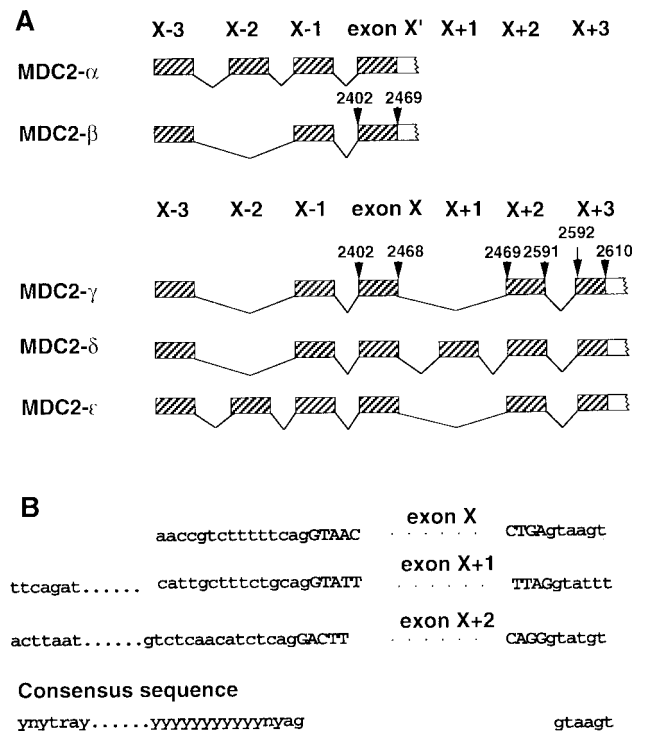 A
X-3 X-2 X-1 exon X' X+1 X+2 X+3
MDC2-α
2402 2469
MDC2-β
X-3 X-2 X-1 exon X X+1 X+2 X+3
2592
2402 2468 2469 2591 2610
MDC2-γ
MDC2-δ
MDC2-ε
B
exon X
aaccgtctttttcagGTAAC . . . . . . CTGAgtaagt
exon X+1
ttcagat...... cattgctttctgcagGTATT . . . . . . TTAGgtattt
exon X+2
acttaat......gtctcaacatctcagGACTT . . . . . . CAGGgtatgt
Consensus sequence
ynytray......yyyyyyyyyyynyag gtaagt